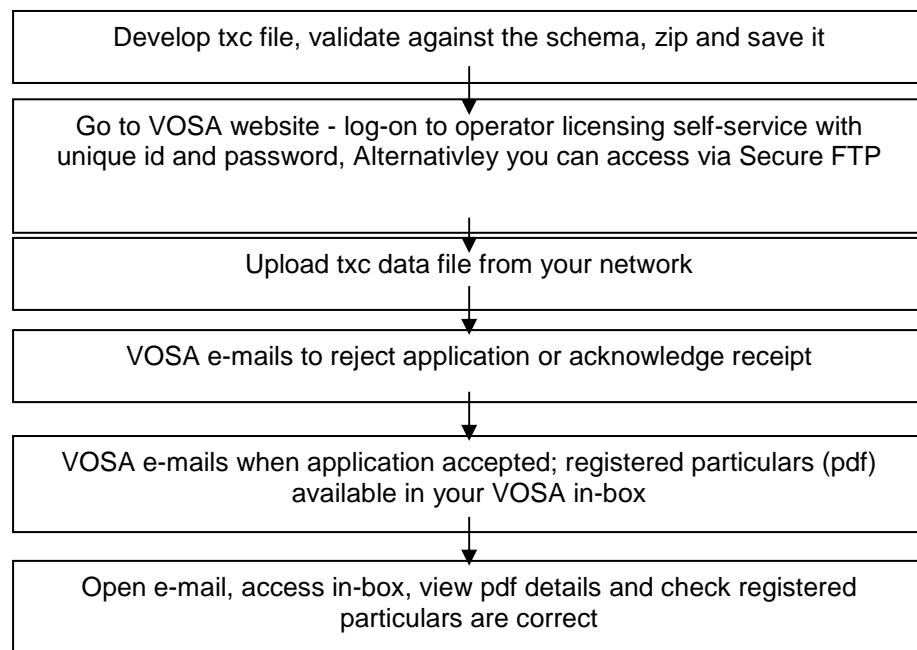 Develop txc file, validate against the schema, zip and save it
Go to VOSA website - log-on to operator licensing self-service with
unique id and password, Alternativley you can access via Secure FTP
Upload txc data file from your network
VOSA e-mails to reject application or acknowledge receipt
VOSA e-mails when application accepted; registered particulars (pdf)
available in your VOSA in-box
Open e-mail, access in-box, view pdf details and check registered
particulars are correct